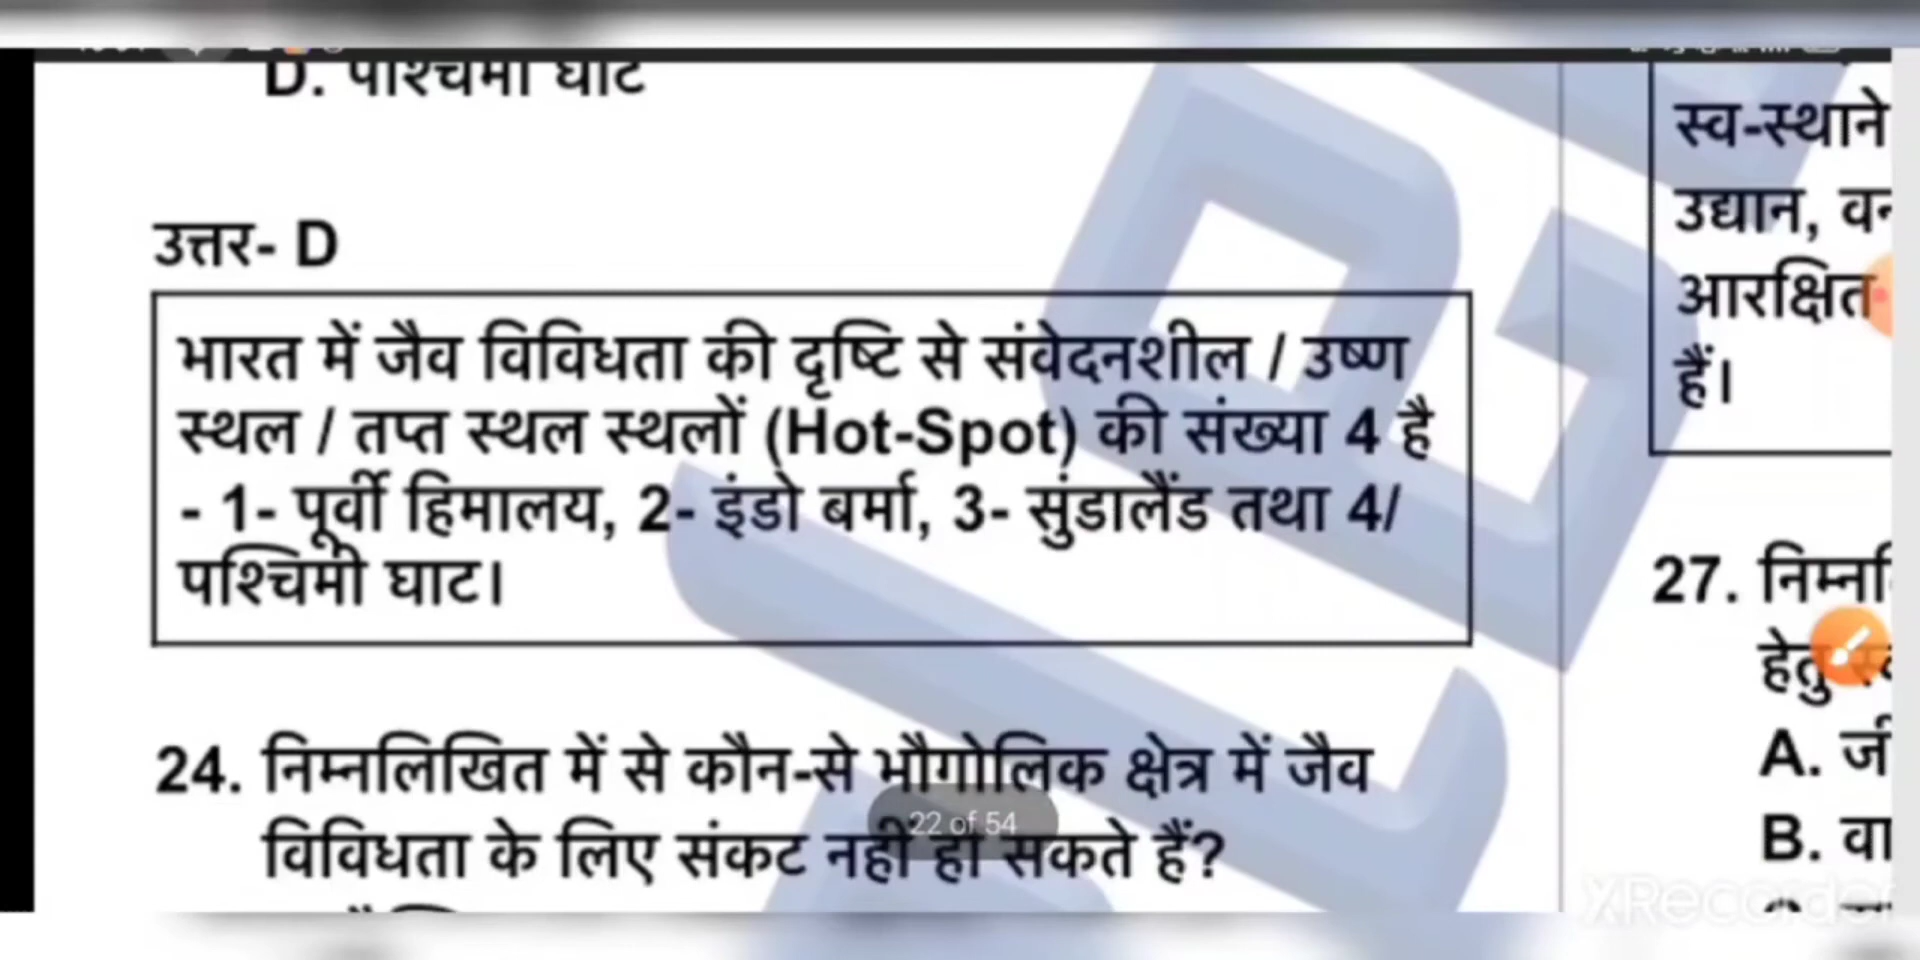 D. पश्चिमी घाट
उत्तर- D
भारत में जैव विविधता की दृष्टि से संवेदनशील / उष्ण
स्थल / तप्त स्थल स्थलों (Hot-Spot) की संख्या 4 है
- 1- पूर्वी हिमालय, 2- इंडो बर्मा, 3- सुंडालैंड तथा 4/
पश्चिमी घाट।
24. निम्नलिखित में से कौन-से भौगोलिक क्षेत्र में जैव
विविधता के लिए संकट नहीं हो सकते हैं?
22 of 54
स्व-स्थाने
उद्यान,
आरक्षित
हैं।
27.
हेतु
A.
B.
XRecorder